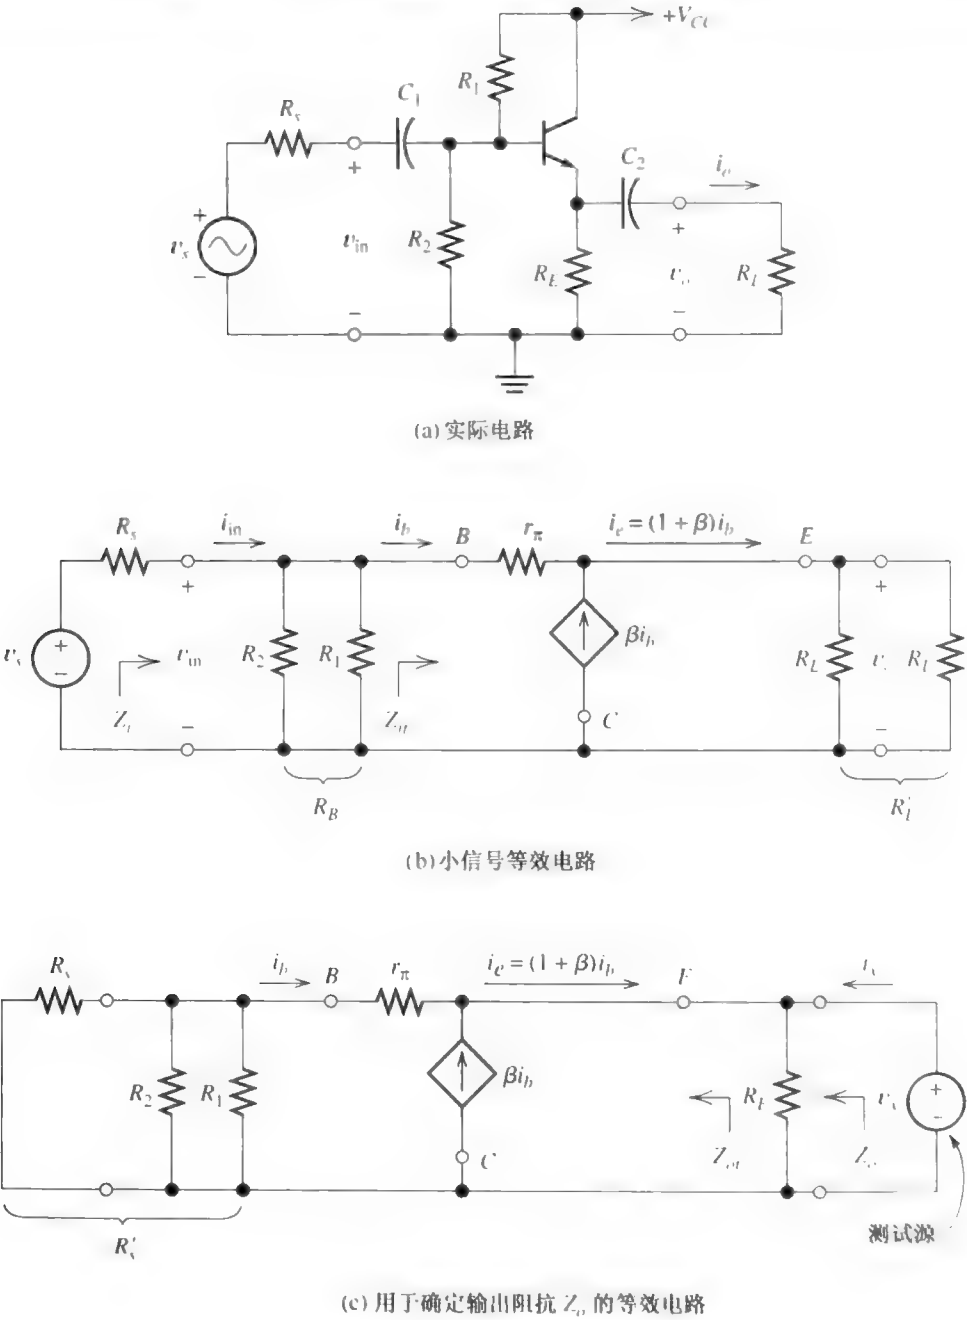 +V_CC
R_1
C_1
R_s
C_2
i_o
+
+
+
v_s
v_in
R_2
R_E
v_o
R_L
−
−
−
(a) 实际电路
R_s
i_in
i_b
B
r_π
i_e = (1 + β)i_b
E
+
+
v_s
+
−
v_in
R_2
R_1
βi_b
R_L
Z_i
Z_it
C
−
−
R_B
R'_L
(b) 小信号等效电路
R_s
i_b
B
r_π
i_e = (1 + β)i_b
E
i_x
R_2
R_1
βi_b
R_E
v_x
+
−
C
Z_ot
Z_o
R'_s
测试源
(c) 用于确定输出阻抗 Z_o 的等效电路